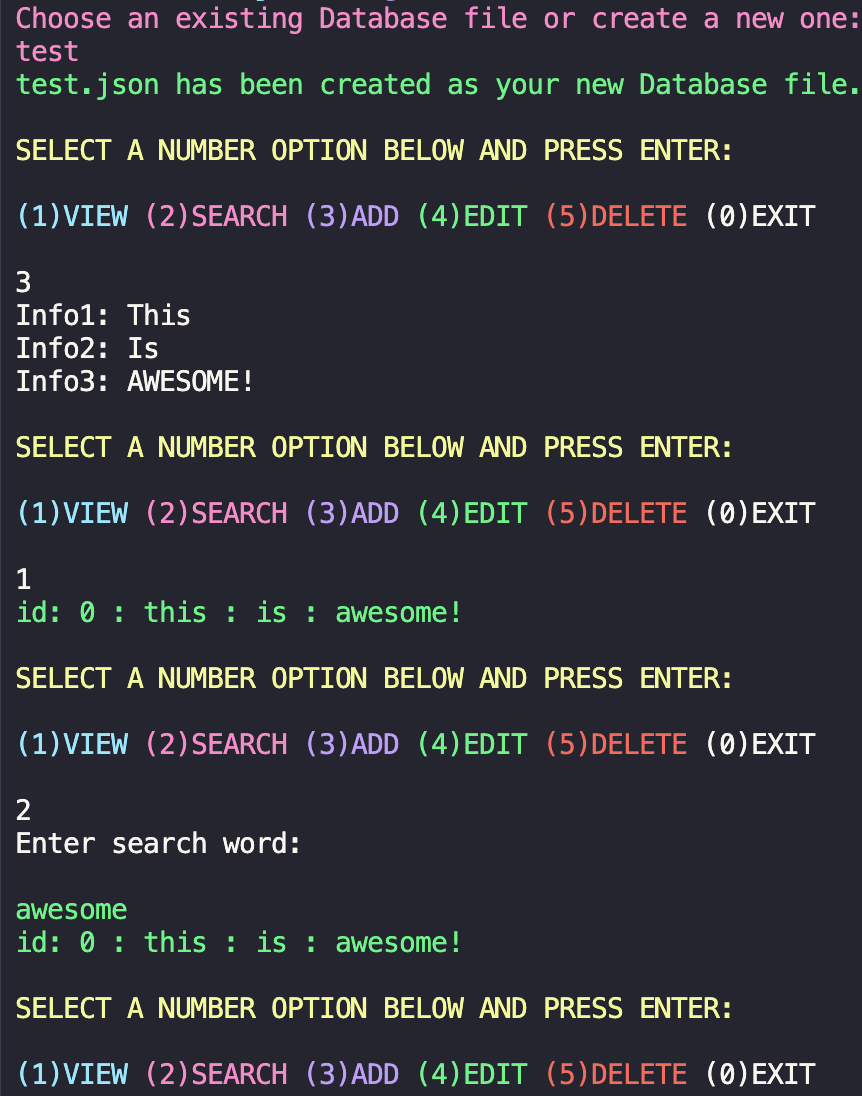 Choose an existing Database file or create a new one:
test
test.json has been created as your new Database file.
SELECT A NUMBER OPTION BELOW AND PRESS ENTER:
(1)VIEW (2)SEARCH (3)ADD (4)EDIT (5)DELETE (0)EXIT
3
Info1: This
Info2: Is
Info3: AWESOME!
SELECT A NUMBER OPTION BELOW AND PRESS ENTER:
(1)VIEW (2)SEARCH (3)ADD (4)EDIT (5)DELETE (0)EXIT
1
id: 0 : this : is : awesome!
SELECT A NUMBER OPTION BELOW AND PRESS ENTER:
(1)VIEW (2)SEARCH (3)ADD (4)EDIT (5)DELETE (0)EXIT
2
Enter search word:
awesome
id: 0 : this : is : awesome!
SELECT A NUMBER OPTION BELOW AND PRESS ENTER:
(1)VIEW (2)SEARCH (3)ADD (4)EDIT (5)DELETE (0)EXIT